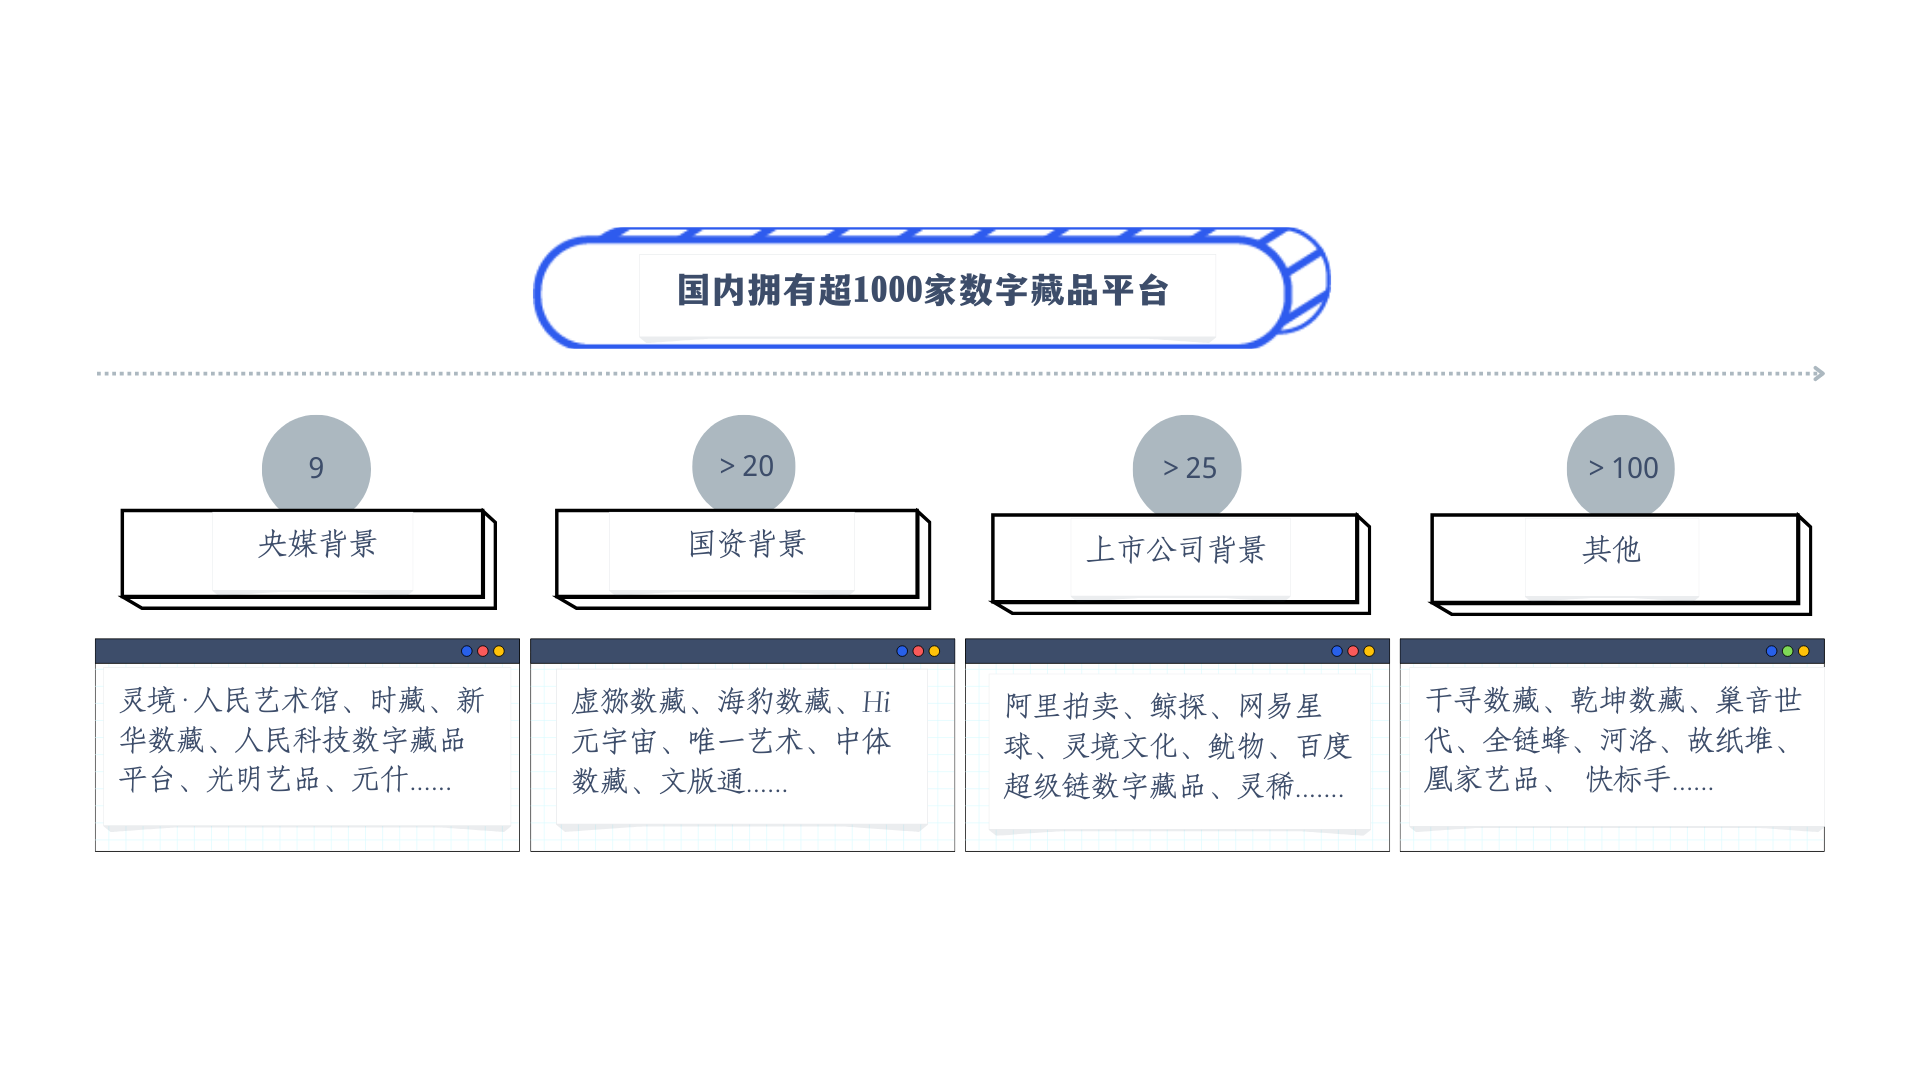 国内拥有超1000家数字藏品平台
9
> 20
> 25
> 100
央媒背景
国资背景
上市公司背景
其他
灵境·人民艺术馆、时藏、新
华数藏、人民科技数字藏品
平台、光明艺品、元什......
虚猕数藏、海豹数藏、Hi
元宇宙、唯一艺术、中体
数藏、文版通......
阿里拍卖、鲸探、网易星
球、灵境文化、鱿物、百度
超级链数字藏品、灵稀.......
干寻数藏、乾坤数藏、巢音世
代、全链蜂、河洛、故纸堆、
凰家艺品、 快标手......